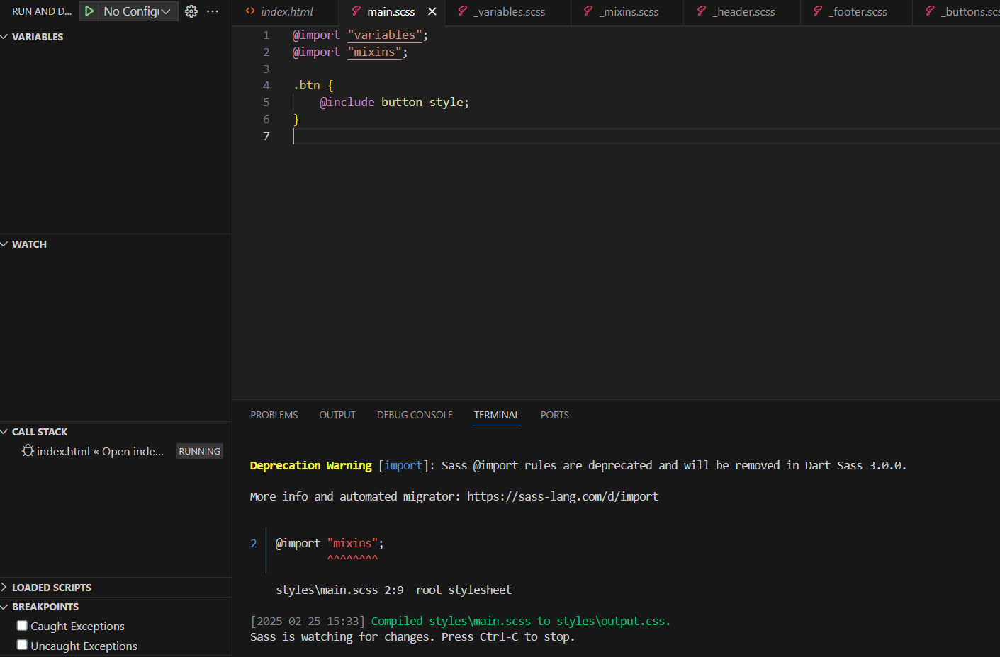 RUN AND D... No Config
index.html main.scss _variables.scss _mixins.scss _header.scss _footer.scss _buttons.sc
VARIABLES
WATCH
CALL STACK
index.html « Open inde... RUNNING
LOADED SCRIPTS
BREAKPOINTS
Caught Exceptions
Uncaught Exceptions
1 @import "variables";
2 @import "mixins";
3
4 .btn {
5 @include button-style;
6 }
7
PROBLEMS OUTPUT DEBUG CONSOLE TERMINAL PORTS
Deprecation Warning [import]: Sass @import rules are deprecated and will be removed in Dart Sass 3.0.0.
More info and automated migrator: https://sass-lang.com/d/import
2 @import "mixins";
^^^^^^^^
styles\main.scss 2:9 root stylesheet
[2025-02-25 15:33] Compiled styles\main.scss to styles\output.css.
Sass is watching for changes. Press Ctrl-C to stop.